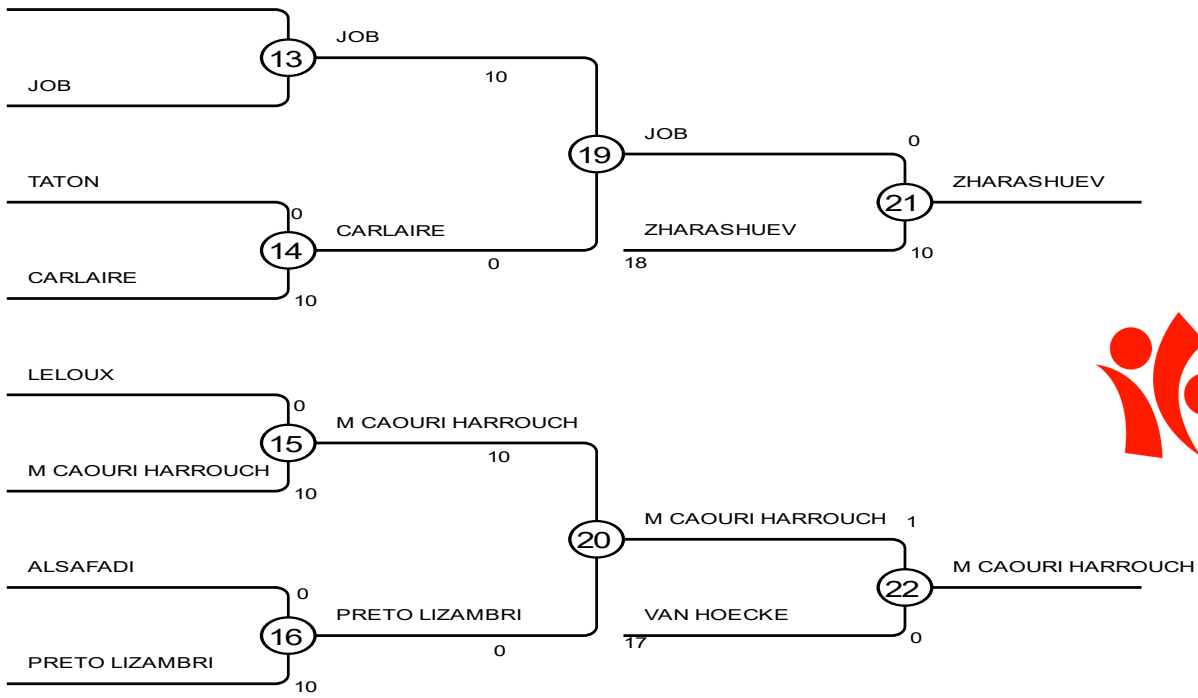 JOB
13
JOB
10
JOB
0
19
TATON
ZHARASHUEV
21
0
CARLAIRE
ZHARASHUEV
14
0
18
10
CARLAIRE
10
LELOUX
0
M CAOURI HARROUCH
15
10
M CAOURI HARROUCH
10
M CAOURI HARROUCH
1
20
ALSAFADI
M CAOURI HARROUCH
22
0
PRETO LIZAMBRI
VAN HOECKE
16
0
17
0
PRETO LIZAMBRI
10